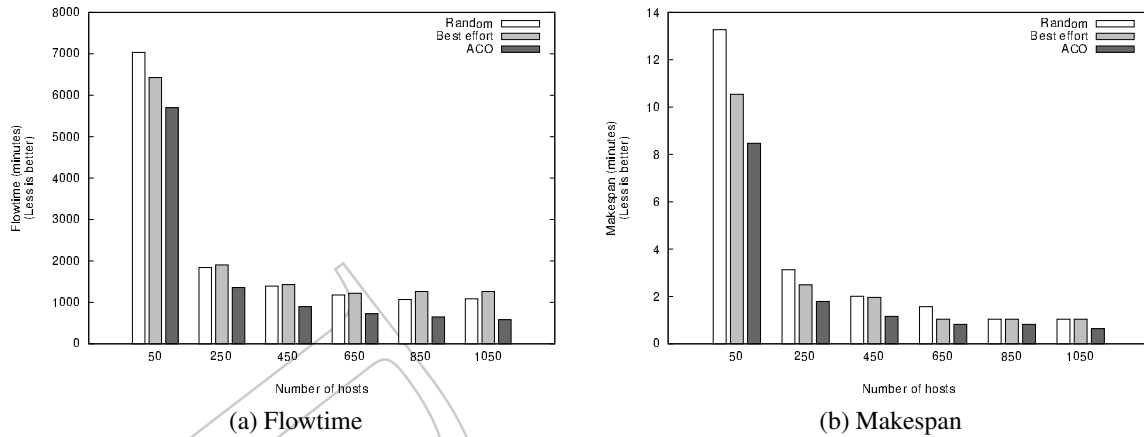 8000
7000
6000
5000
4000
3000
2000
1000
0
Flowtime (minutes)
(Less is better)
Random
Best effort
ACO
50 250 450 650 850 1050
Number of hosts
(a) Flowtime
14
12
10
8
6
4
2
0
Makespan (minutes)
(Less is better)
Random
Best effort
ACO
50 250 450 650 850 1050
Number of hosts
(b) Makespan